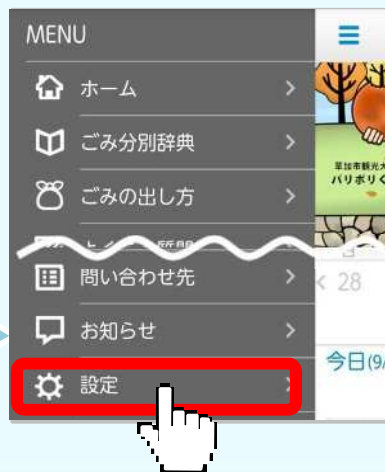 MENU
ホーム
ごみ分別辞典
ごみの出し方
問い合わせ先
お知らせ
設定
草加市観光大
パリポリく
28
今日(9/